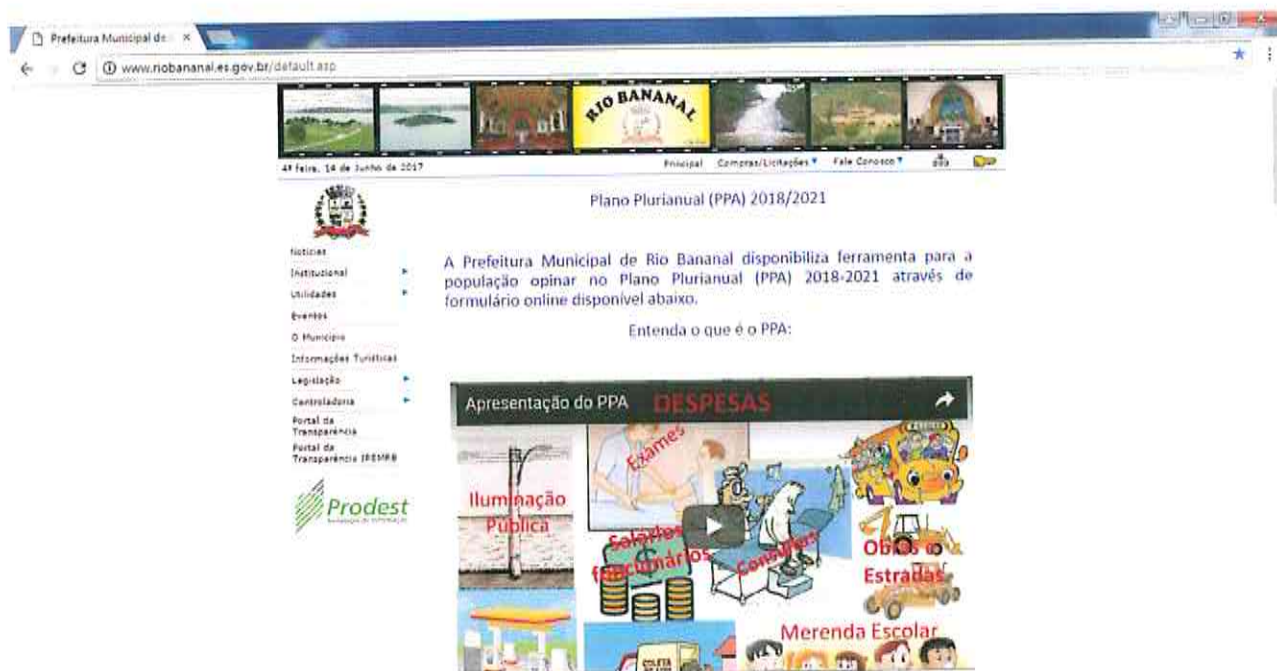 Prefeitura Municipal de
www.riobananal.es.gov.br/default.asp
RIO BANANAL
4ª feira, 14 de Junho de 2017
Principal
Compras/Licitações
Fale Conosco
Plano Plurianual (PPA) 2018/2021
Notícias
Institucional
Utilidades
Eventos
O Município
Informações Turísticas
Legislação
Controladoria
Portal da
Transparência
Portal da
Transparência IPEMRB
Prodest
A Prefeitura Municipal de Rio Bananal disponibiliza ferramenta para a
população opinar no Plano Plurianual (PPA) 2018-2021 através de
formulário online disponível abaixo.
Entenda o que é o PPA:
Apresentação do PPA
DESPESAS
Exames
Iluminação
Pública
Salários
funcionários
Consultas
Obras e
Estradas
Merenda Escolar
COLETA